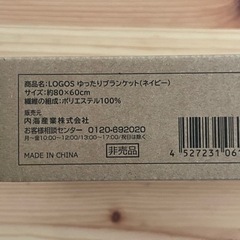 商品名:LOGOS ゆったりブランケット(ネイビー)
サイズ:約80×60cm
繊維の組成:ポリエステル100%
販売元
内海産業株式会社
お客様相談センター 0120-692020
MADE IN CHINA
非売品
4 527231 061